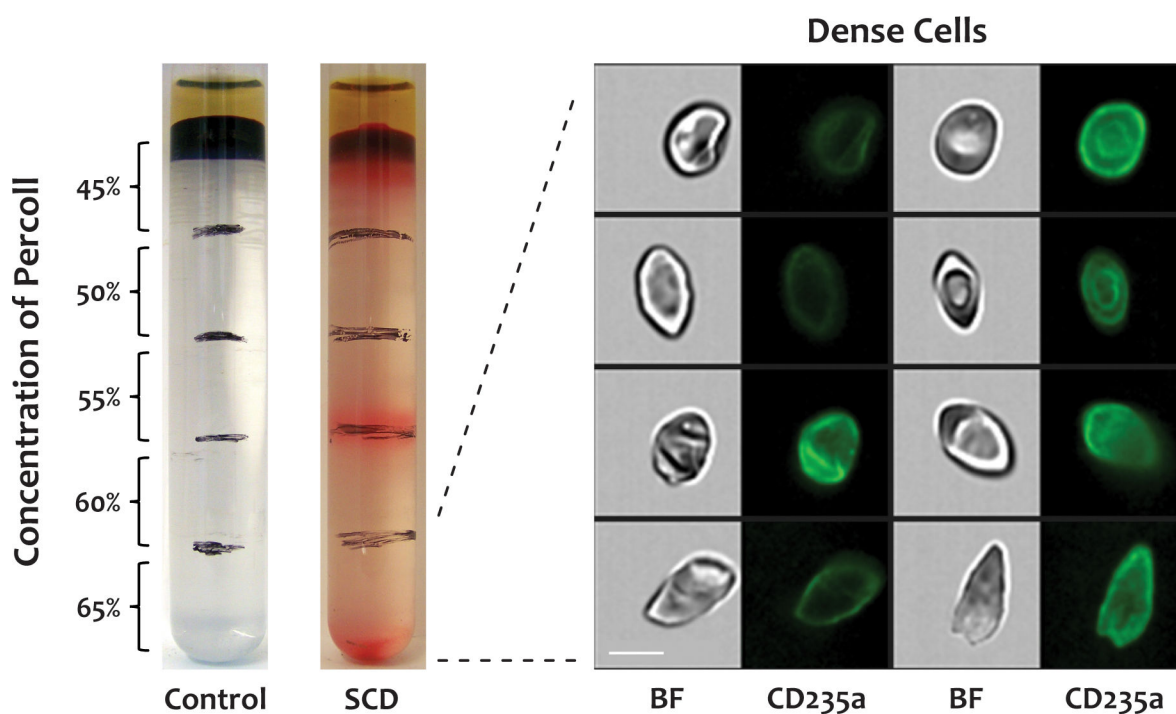 Dense Cells
Concentration of Percoll
45%
50%
55%
60%
65%
Control
SCD
BF
CD235a
BF
CD235a